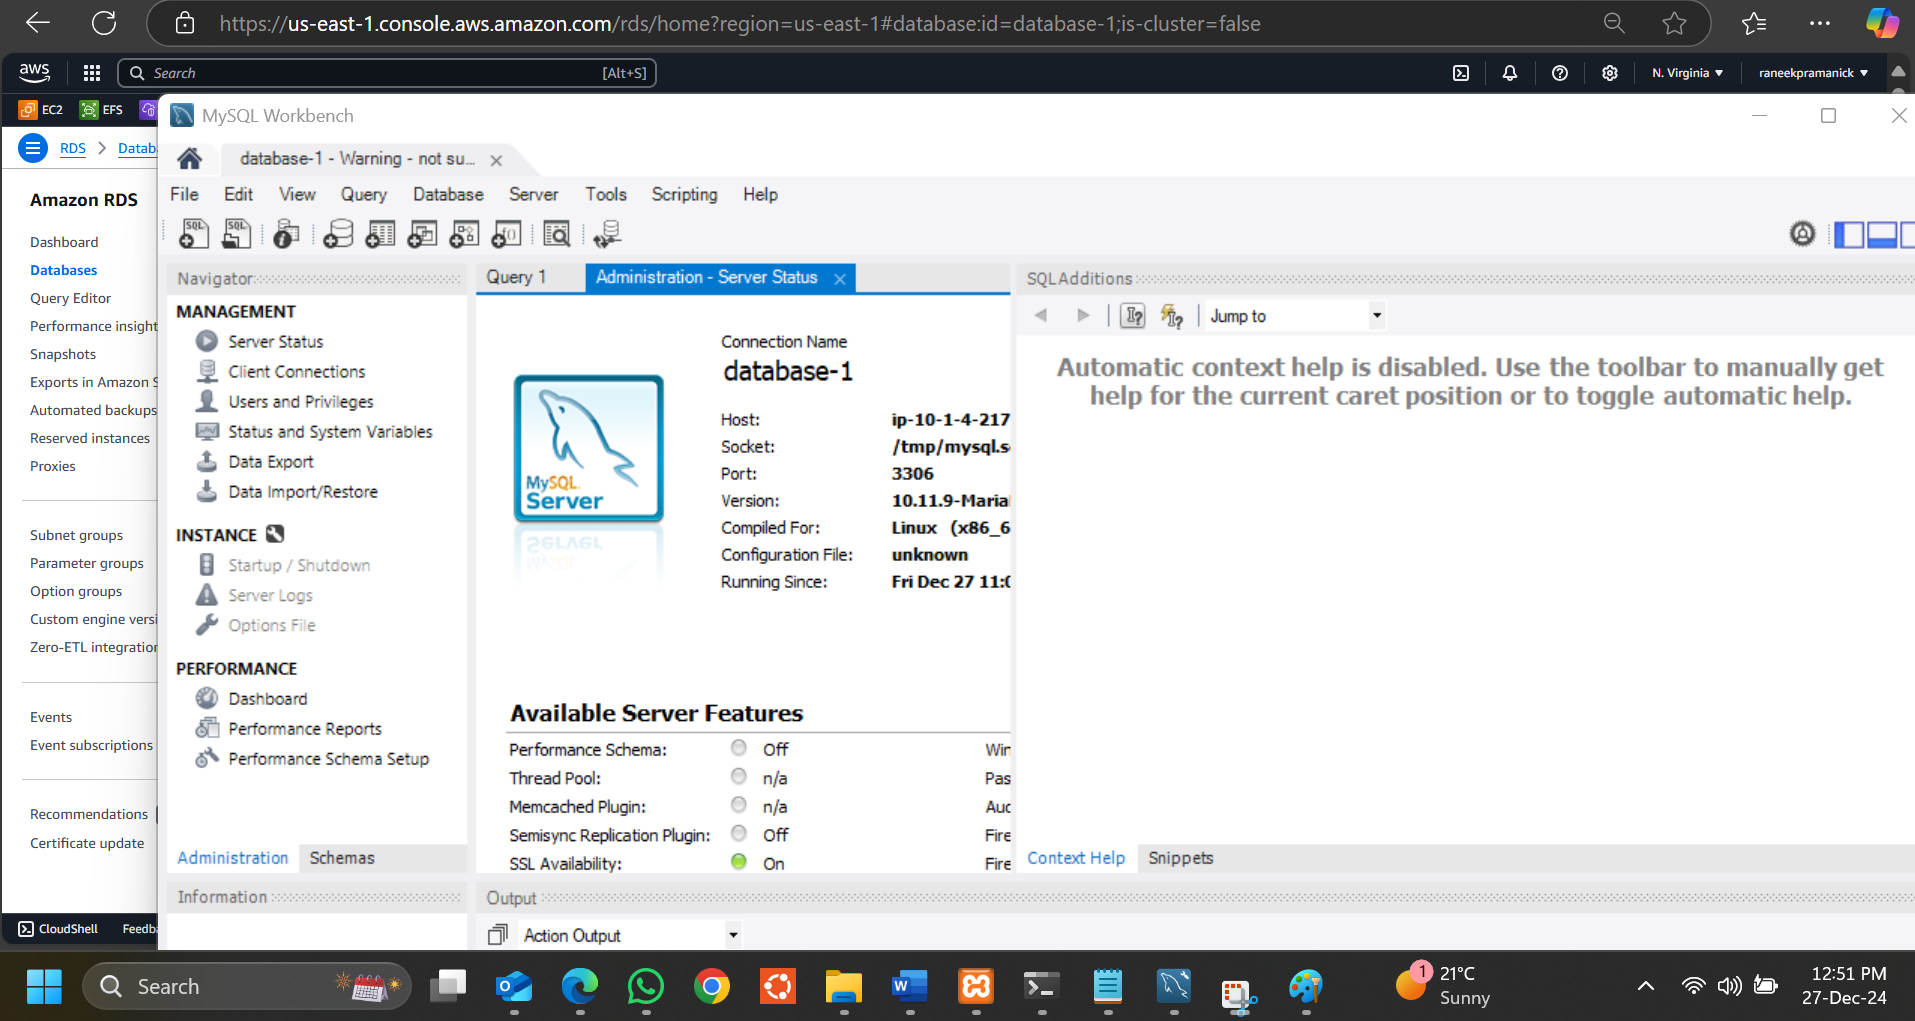 https://us-east-1.console.aws.amazon.com/rds/home?region=us-east-1#database:id=database-1;is-cluster=false
aws
Search
[Alt+S]
N. Virginia
raneekpramanick
EC2
EFS
MySQL Workbench
RDS
Datab
database-1 - Warning - not su...
File Edit View Query Database Server Tools Scripting Help
Amazon RDS
Dashboard
Databases
Query Editor
Performance insight
Snapshots
Exports in Amazon S
Automated backups
Reserved instances
Proxies
Subnet groups
Parameter groups
Option groups
Custom engine versi
Zero-ETL integration
Events
Event subscriptions
Recommendations
Certificate update
CloudShell
Feedba
Navigator
MANAGEMENT
Server Status
Client Connections
Users and Privileges
Status and System Variables
Data Export
Data Import/Restore
INSTANCE
Startup / Shutdown
Server Logs
Options File
PERFORMANCE
Dashboard
Performance Reports
Performance Schema Setup
Administration Schemas
Information
Query 1
Administration - Server Status
MySQL
Server
Connection Name
database-1
Host: ip-10-1-4-217
Socket: /tmp/mysql.s
Port: 3306
Version: 10.11.9-Maria
Compiled For: Linux (x86_6
Configuration File: unknown
Running Since: Fri Dec 27 11:0
Available Server Features
Performance Schema: Off Win
Thread Pool: n/a Pas
Memcached Plugin: n/a Aud
Semisync Replication Plugin: Off Fire
SSL Availability: On Fire
Output
Action Output
SQLAdditions
Jump to
Automatic context help is disabled. Use the toolbar to manually get
help for the current caret position or to toggle automatic help.
Context Help Snippets
Search
1
21°C
Sunny
12:51 PM
27-Dec-24